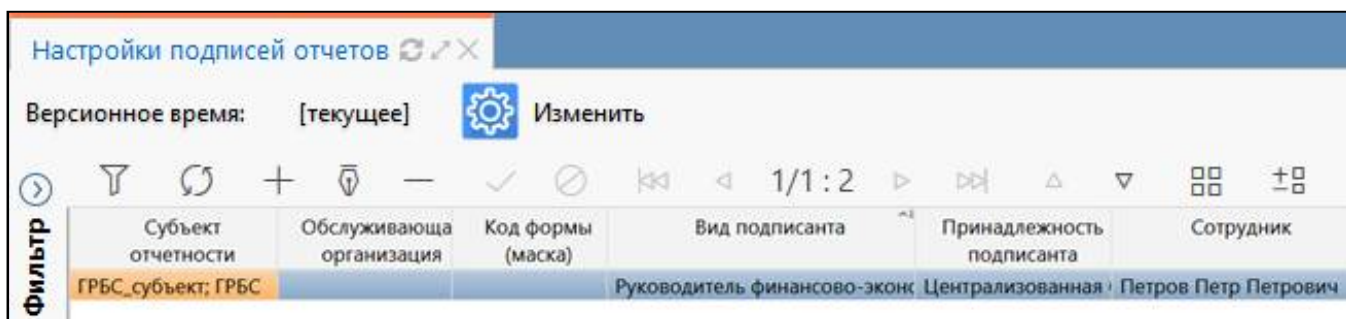 Настройки подписей отчетов
Версионное время: [текущее] Изменить
1/1 : 2
Фильтр
Субъект отчетности Обслуживающа организация Код формы (маска) Вид подписанта Принадлежность подписанта Сотрудник
ГРБС_субъект; ГРБС Руководитель финансово-эконо Централизованная Петров Петр Петрович